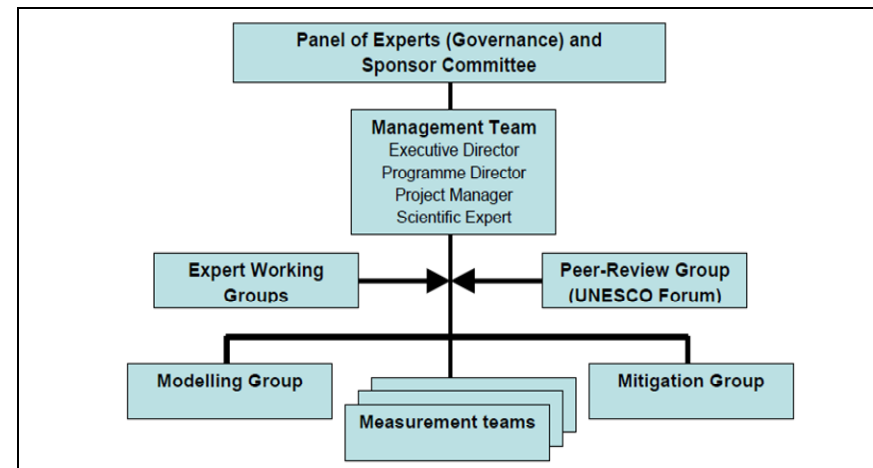 Panel of Experts (Governance) and
Sponsor Committee
Management Team
Executive Director
Programme Director
Project Manager
Scientific Expert
Expert Working
Groups
Peer-Review Group
(UNESCO Forum)
Modelling Group
Measurement teams
Mitigation Group